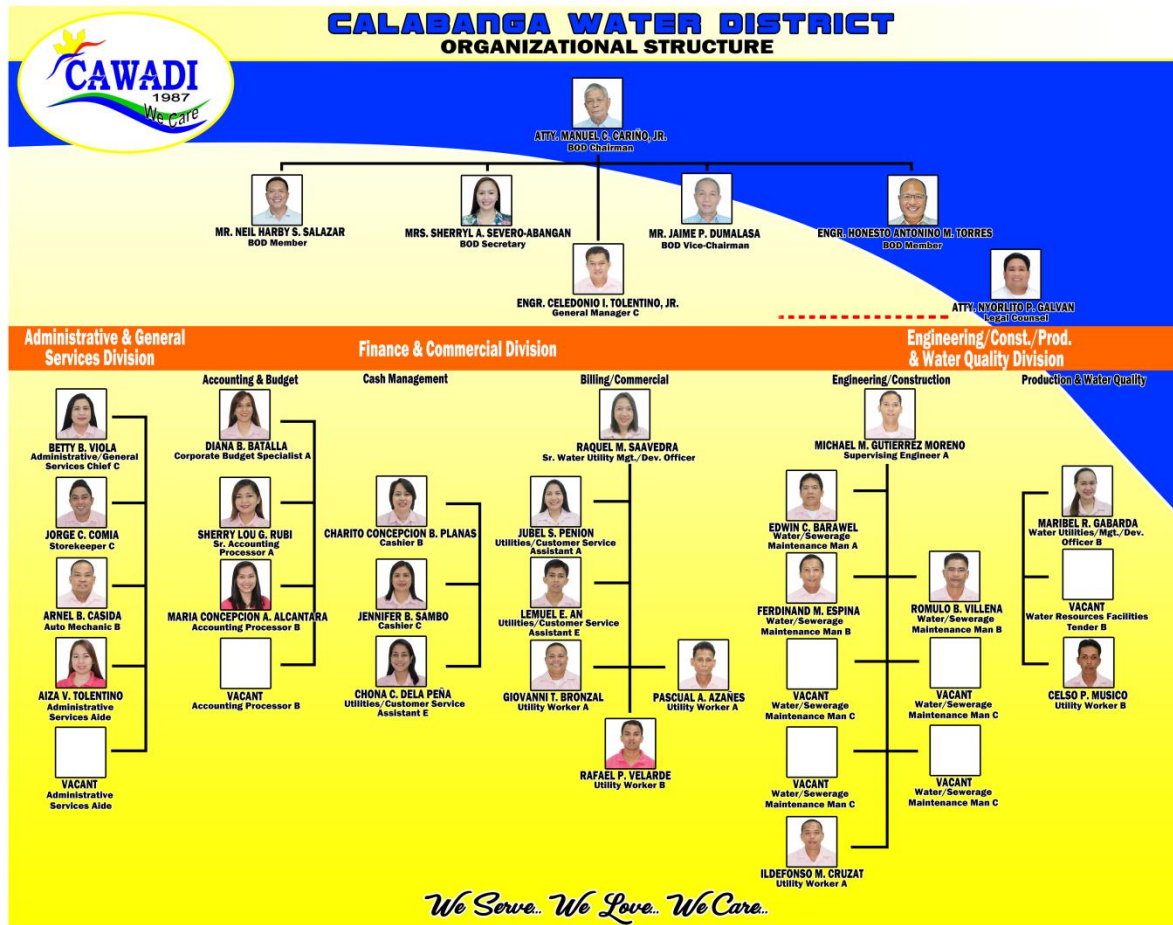 CALABANGA WATER DISTRICT
ORGANIZATIONAL STRUCTURE
CAWADI
1987
We Care
ATTY. MANUEL C. CARIÑO, JR.
BOD Chairman
MR. NEIL HARBY S. SALAZAR
BOD Member
MRS. SHERRYL A. SEVERO-ABANGAN
BOD Secretary
MR. JAIME P. DUMALASA
BOD Vice-Chairman
ENGR. HONESTO ANTONINO M. TORRES
BOD Member
ENGR. CELEDONIO I. TOLENTINO, JR.
General Manager C
ATTY. NYORLITO P. GALVAN
Legal Counsel
Administrative & General
Services Division
Finance & Commercial Division
Engineering/Const./Prod.
& Water Quality Division
Accounting & Budget
Cash Management
Billing/Commercial
Engineering/Construction
Production & Water Quality
BETTY B. VIOLA
Administrative/General
Services Chief C
JORGE C. COMIA
Storekeeper C
ARNEL B. CASIDA
Auto Mechanic B
AIZA V. TOLENTINO
Administrative
Services Aide
VACANT
Administrative
Services Aide
DIANA B. BATALLA
Corporate Budget Specialist A
SHERRY LOU G. RUBI
Sr. Accounting
Processor A
MARIA CONCEPCION A. ALCANTARA
Accounting Processor B
VACANT
Accounting Processor B
CHARITO CONCEPCION B. PLANAS
Cashier B
JENNIFER B. SAMBO
Cashier C
CHONA C. DELA PEÑA
Utilities/Customer Service
Assistant E
RAQUEL M. SAAVEDRA
Sr. Water Utility Mgt./Dev. Officer
JUBEL S. PENION
Utilities/Customer Service
Assistant A
LEMUEL E. AN
Utilities/Customer Service
Assistant E
GIOVANNI T. BRONZAL
Utility Worker A
PASCUAL A. AZAÑES
Utility Worker A
RAFAEL P. VELARDE
Utility Worker B
MICHAEL M. GUTIERREZ MORENO
Supervising Engineer A
EDWIN C. BARAWEL
Water/Sewerage
Maintenance Man A
FERDINAND M. ESPINA
Water/Sewerage
Maintenance Man B
ROMULO B. VILLENA
Water/Sewerage
Maintenance Man B
VACANT
Water/Sewerage
Maintenance Man C
VACANT
Water/Sewerage
Maintenance Man C
VACANT
Water/Sewerage
Maintenance Man C
VACANT
Water/Sewerage
Maintenance Man C
ILDEFONSO M. CRUZAT
Utility Worker A
MARIBEL R. GABARDA
Water Utilities/Mgt./Dev.
Officer B
VACANT
Water Resources Facilities
Tender B
CELSO P. MUSICO
Utility Worker B
We Serve... We Love... We Care...